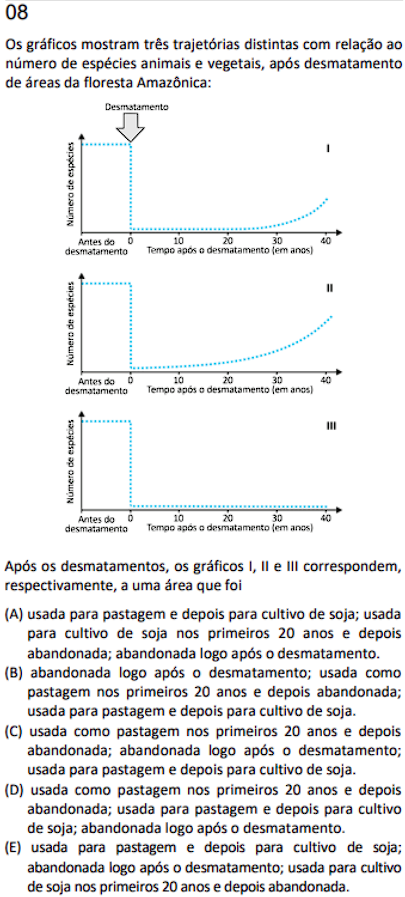 08
Os gráficos mostram três trajetórias distintas com relação ao
número de espécies animais e vegetais, após desmatamento
de áreas da floresta Amazônica:
Desmatamento
I
Número de espécies
Antes do desmatamento
0 10 20 30 40
Tempo após o desmatamento (em anos)
II
Número de espécies
Antes do desmatamento
0 10 20 30 40
Tempo após o desmatamento (em anos)
III
Número de espécies
Antes do desmatamento
0 10 20 30 40
Tempo após o desmatamento (em anos)
Após os desmatamentos, os gráficos I, II e III correspondem,
respectivamente, a uma área que foi
(A) usada para pastagem e depois para cultivo de soja; usada
para cultivo de soja nos primeiros 20 anos e depois
abandonada; abandonada logo após o desmatamento.
(B) abandonada logo após o desmatamento; usada como
pastagem nos primeiros 20 anos e depois abandonada;
usada para pastagem e depois para cultivo de soja.
(C) usada como pastagem nos primeiros 20 anos e depois
abandonada; abandonada logo após o desmatamento;
usada para pastagem e depois para cultivo de soja.
(D) usada como pastagem nos primeiros 20 anos e depois
abandonada; usada para pastagem e depois para cultivo
de soja; abandonada logo após o desmatamento.
(E) usada para pastagem e depois para cultivo de soja;
abandonada logo após o desmatamento; usada para cultivo
de soja nos primeiros 20 anos e depois abandonada.